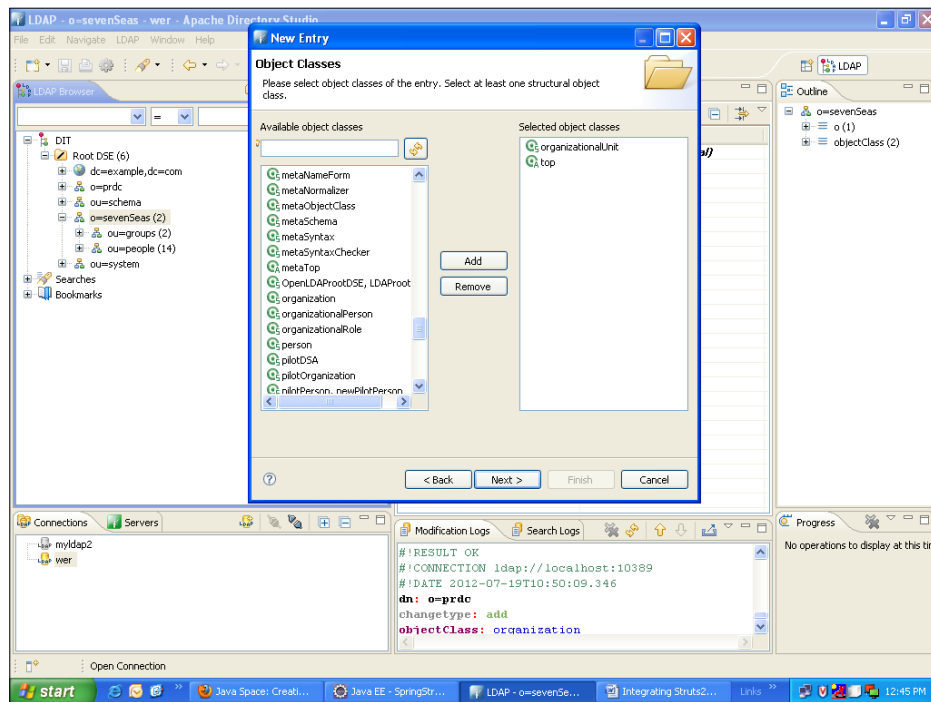 LDAP - o=sevenSeas - wer - Apache Directory Studio
File Edit Navigate LDAP Window Help
LDAP
LDAP Browser
=
DIT
Root DSE (6)
dc=example,dc=com
o=prdc
ou=schema
o=sevenSeas (2)
ou=groups (2)
ou=people (14)
ou=system
Searches
Bookmarks
New Entry
Object Classes
Please select object classes of the entry. Select at least one structural object
class.
Available object classes
metaNameForm
metaNormalizer
metaObjectClass
metaSchema
metaSyntax
metaSyntaxChecker
metaTop
OpenLDAProotDSE, LDAProot
organization
organizationalPerson
organizationalRole
person
pilotDSA
pilotOrganization
pilotPerson, newPilotPerson
Add
Remove
Selected object classes
organizationalUnit
top
< Back Next > Finish Cancel
al)
Outline
o=sevenSeas
o (1)
objectClass (2)
Connections Servers
myldap2
wer
Modification Logs Search Logs
#!RESULT OK
#!CONNECTION ldap://localhost:10389
#!DATE 2012-07-19T10:50:09.346
dn: o=prdc
changetype: add
objectClass: organization
Progress
No operations to display at this tim
Open Connection
start
Java Space: Creati...
Java EE - SpringStr...
LDAP - o=sevenSe...
Integrating Struts2...
Links
12:45 PM